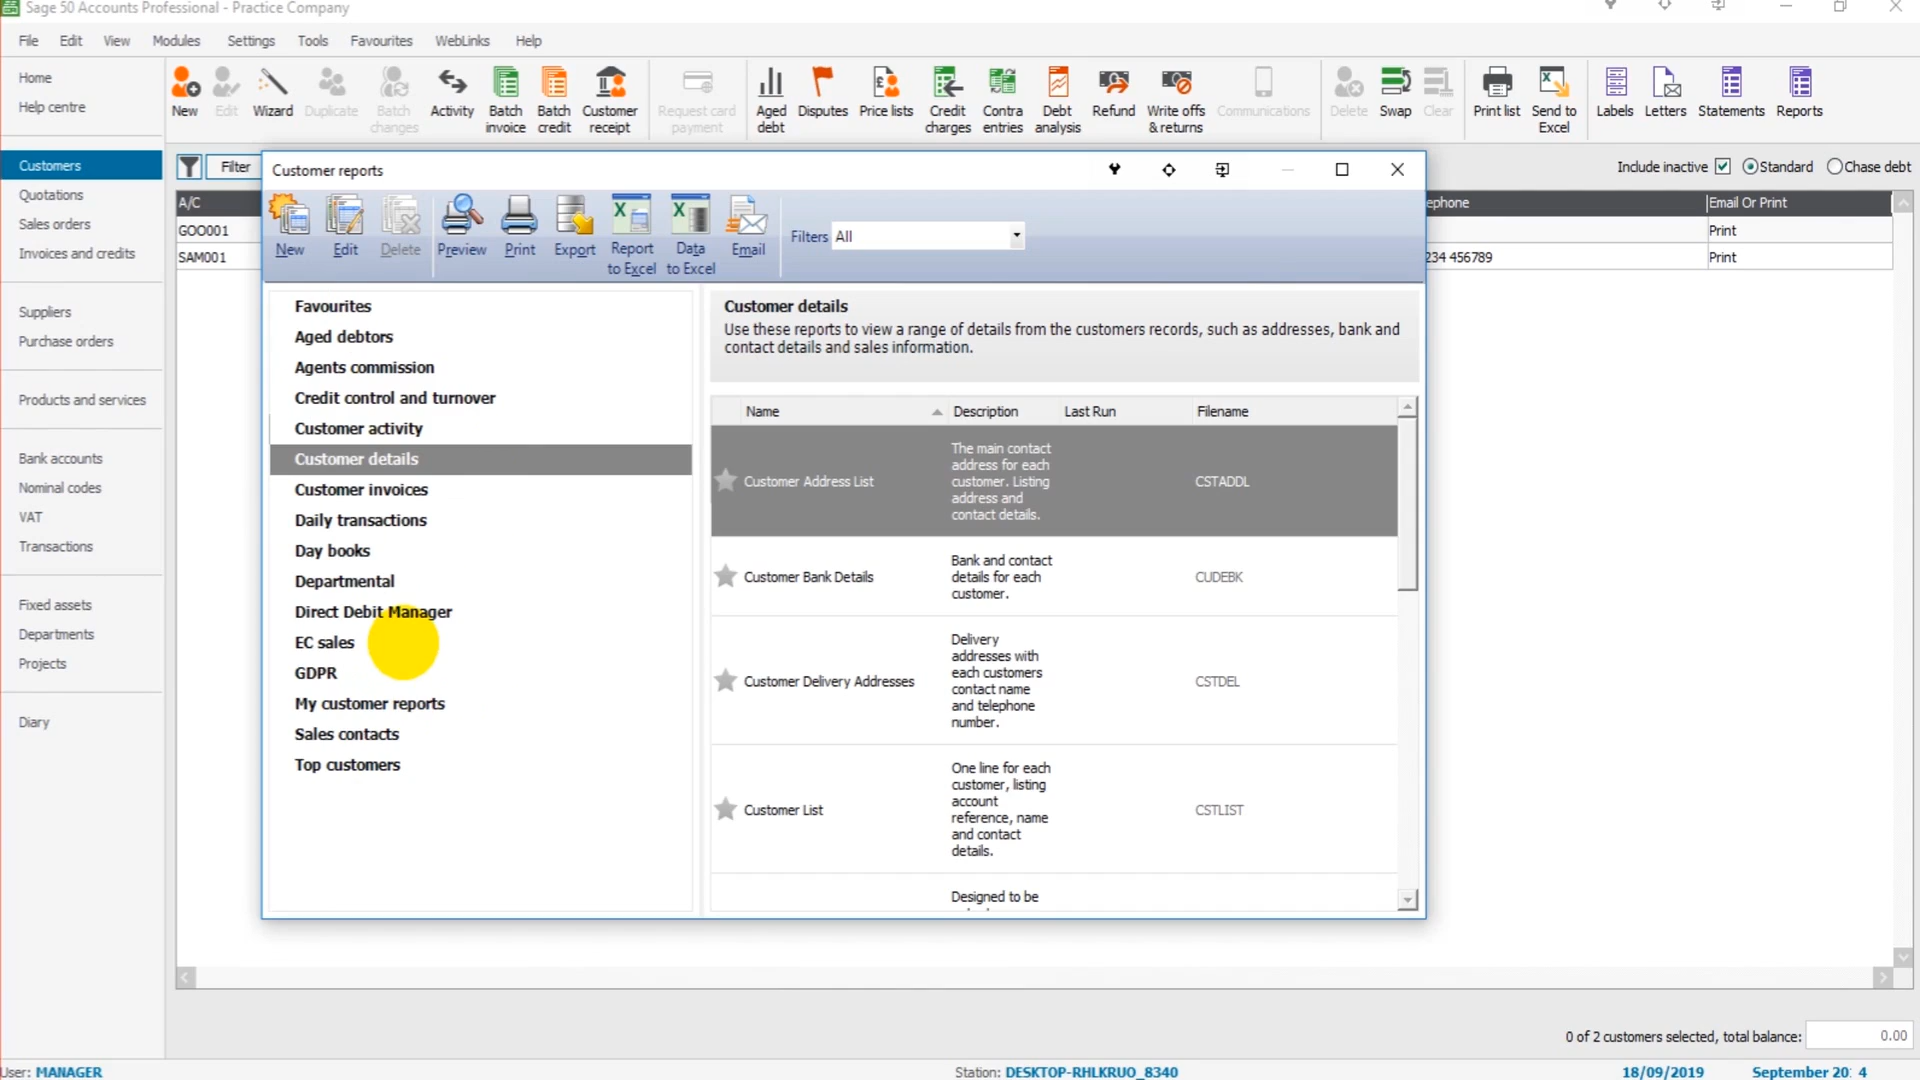 Sage 50 Accounts Professional - Practice Company
File Edit View Modules Settings Tools Favourites WebLinks Help
Home
Help centre
Customers
Quotations
Sales orders
Invoices and credits
Suppliers
Purchase orders
Products and services
Bank accounts
Nominal codes
VAT
Transactions
Fixed assets
Departments
Projects
Diary
New
Edit
Wizard
Duplicate
Batch
changes
Activity
Batch
invoice
Batch
credit
Customer
receipt
Request card
payment
Aged
debt
Disputes
Price lists
Credit
charges
Contra
entries
Debt
analysis
Refund
Write offs
& returns
Communications
Delete
Swap
Clear
Print list
Send to
Excel
Labels
Letters
Statements
Reports
Filter
Include inactive
Standard
Chase debt
A/C
ephone
Email Or Print
GOO001
Print
SAM001
234 456789
Print
Customer reports
New
Edit
Delete
Preview
Print
Export
Report
to Excel
Data
to Excel
Email
Filters All
Favourites
Aged debtors
Agents commission
Credit control and turnover
Customer activity
Customer details
Customer invoices
Daily transactions
Day books
Departmental
Direct Debit Manager
EC sales
GDPR
My customer reports
Sales contacts
Top customers
Customer details
Use these reports to view a range of details from the customers records, such as addresses, bank and
contact details and sales information.
Name Description Last Run Filename
Customer Address List
The main contact
address for each
customer. Listing
address and
contact details.
CSTADDL
Customer Bank Details
Bank and contact
details for each
customer.
CUDEBK
Customer Delivery Addresses
Delivery
addresses with
each customers
contact name
and telephone
number.
CSTDEL
Customer List
One line for each
customer, listing
account
reference, name
and contact
details.
CSTLIST
Designed to be
0 of 2 customers selected, total balance: 0.00
User: MANAGER
Station: DESKTOP-RHLKRUO_8340
18/09/2019
September